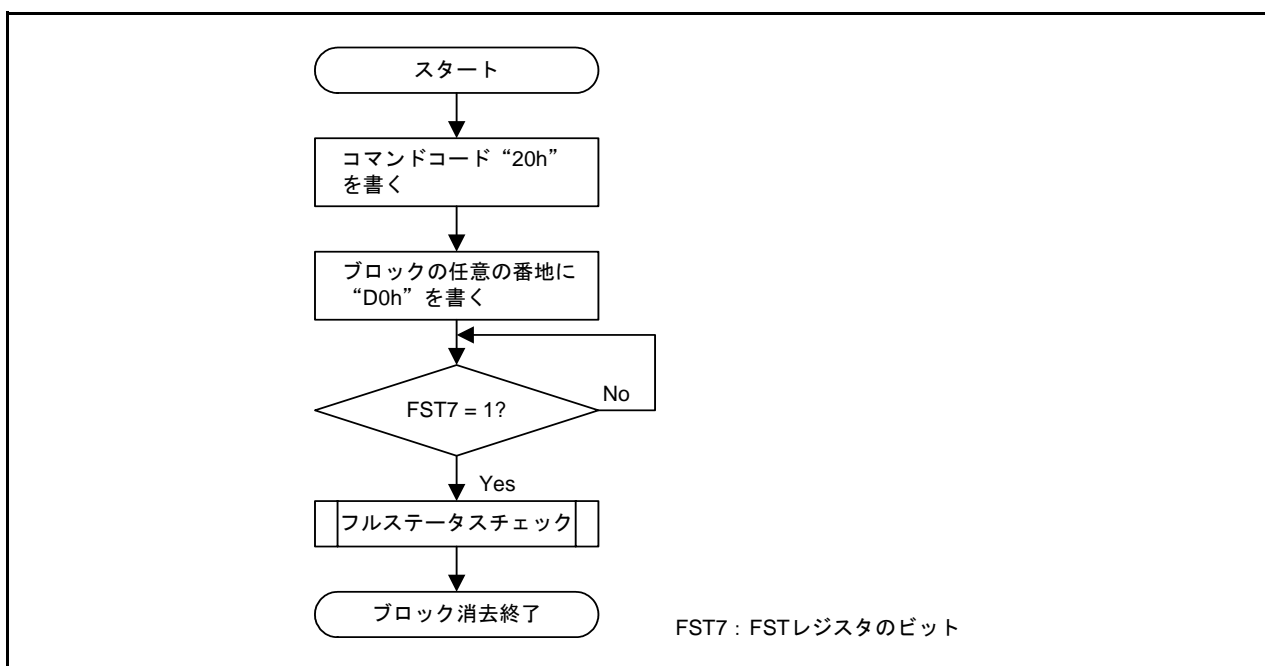 スタート
コマンドコード“20h”
を書く
ブロックの任意の番地に
“D0h”を書く
No
FST7 = 1?
Yes
フルステータスチェック
ブロック消去終了
FST7：FSTレジスタのビット